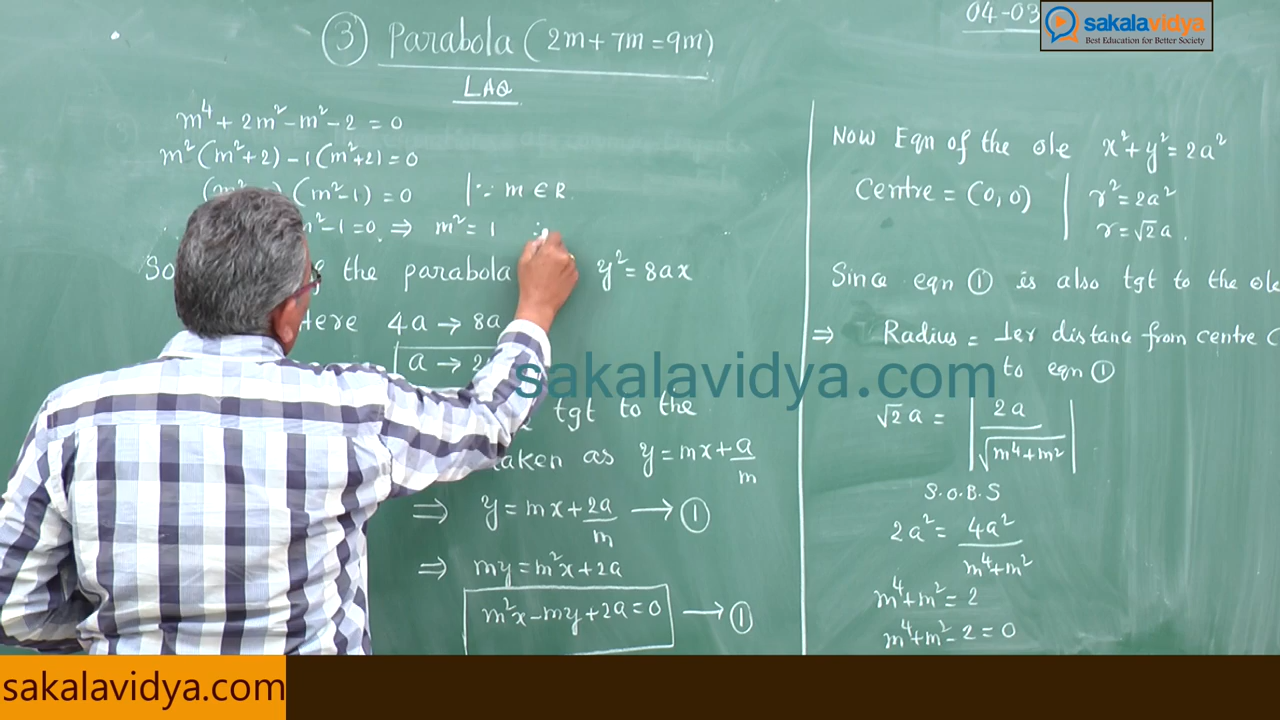 04-03
sakalavidya
Best Education for Better Society
③ Parabola (2m+7m=9m)
LAQ
m⁴+2m²-m²-2=0
m²(m²+2)-1(m²+2)=0
(m²-1)=0 |∵ m∈R
m²-1=0. ⇒ m²=1 ∴
So the parabola y²=8ax
Here 4a→8a
a→2
tgt to the
taken as y=mx+a/m
⇒ y=mx+2a/m →①
⇒ my=m²x+2a
m²x-my+2a=0 →①
Now Eqn of the ole x²+y²=2a²
Centre=(0,0) | r²=2a²
r=√2a.
Since eqn ① is also tgt to the ole
⇒ Radius=⊥er distance from centre C
to eqn ①
√2a=|2a/√m⁴+m²|
S.O.B.S
2a²=4a²/m⁴+m²
m⁴+m²=2
m⁴+m²-2=0
sakalavidya.com
sakalavidya.com